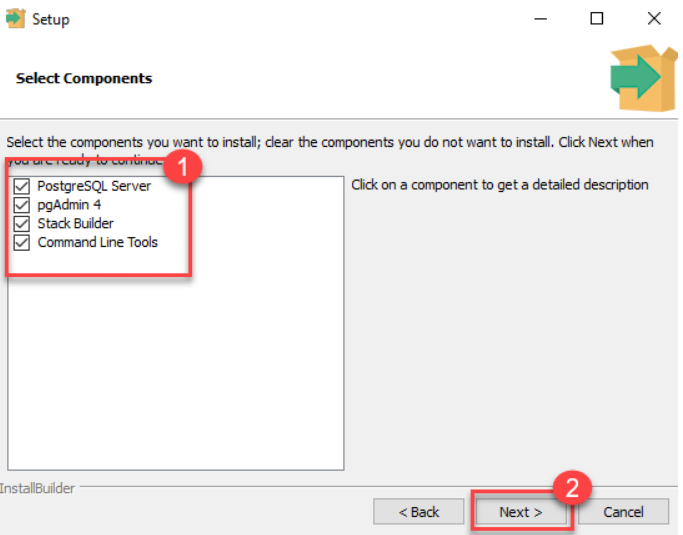 Setup
Select Components
Select the components you want to install; clear the components you do not want to install. Click Next when
you are ready to continue
1
PostgreSQL Server
pgAdmin 4
Stack Builder
Command Line Tools
Click on a component to get a detailed description
InstallBuilder
2
< Back
Next >
Cancel